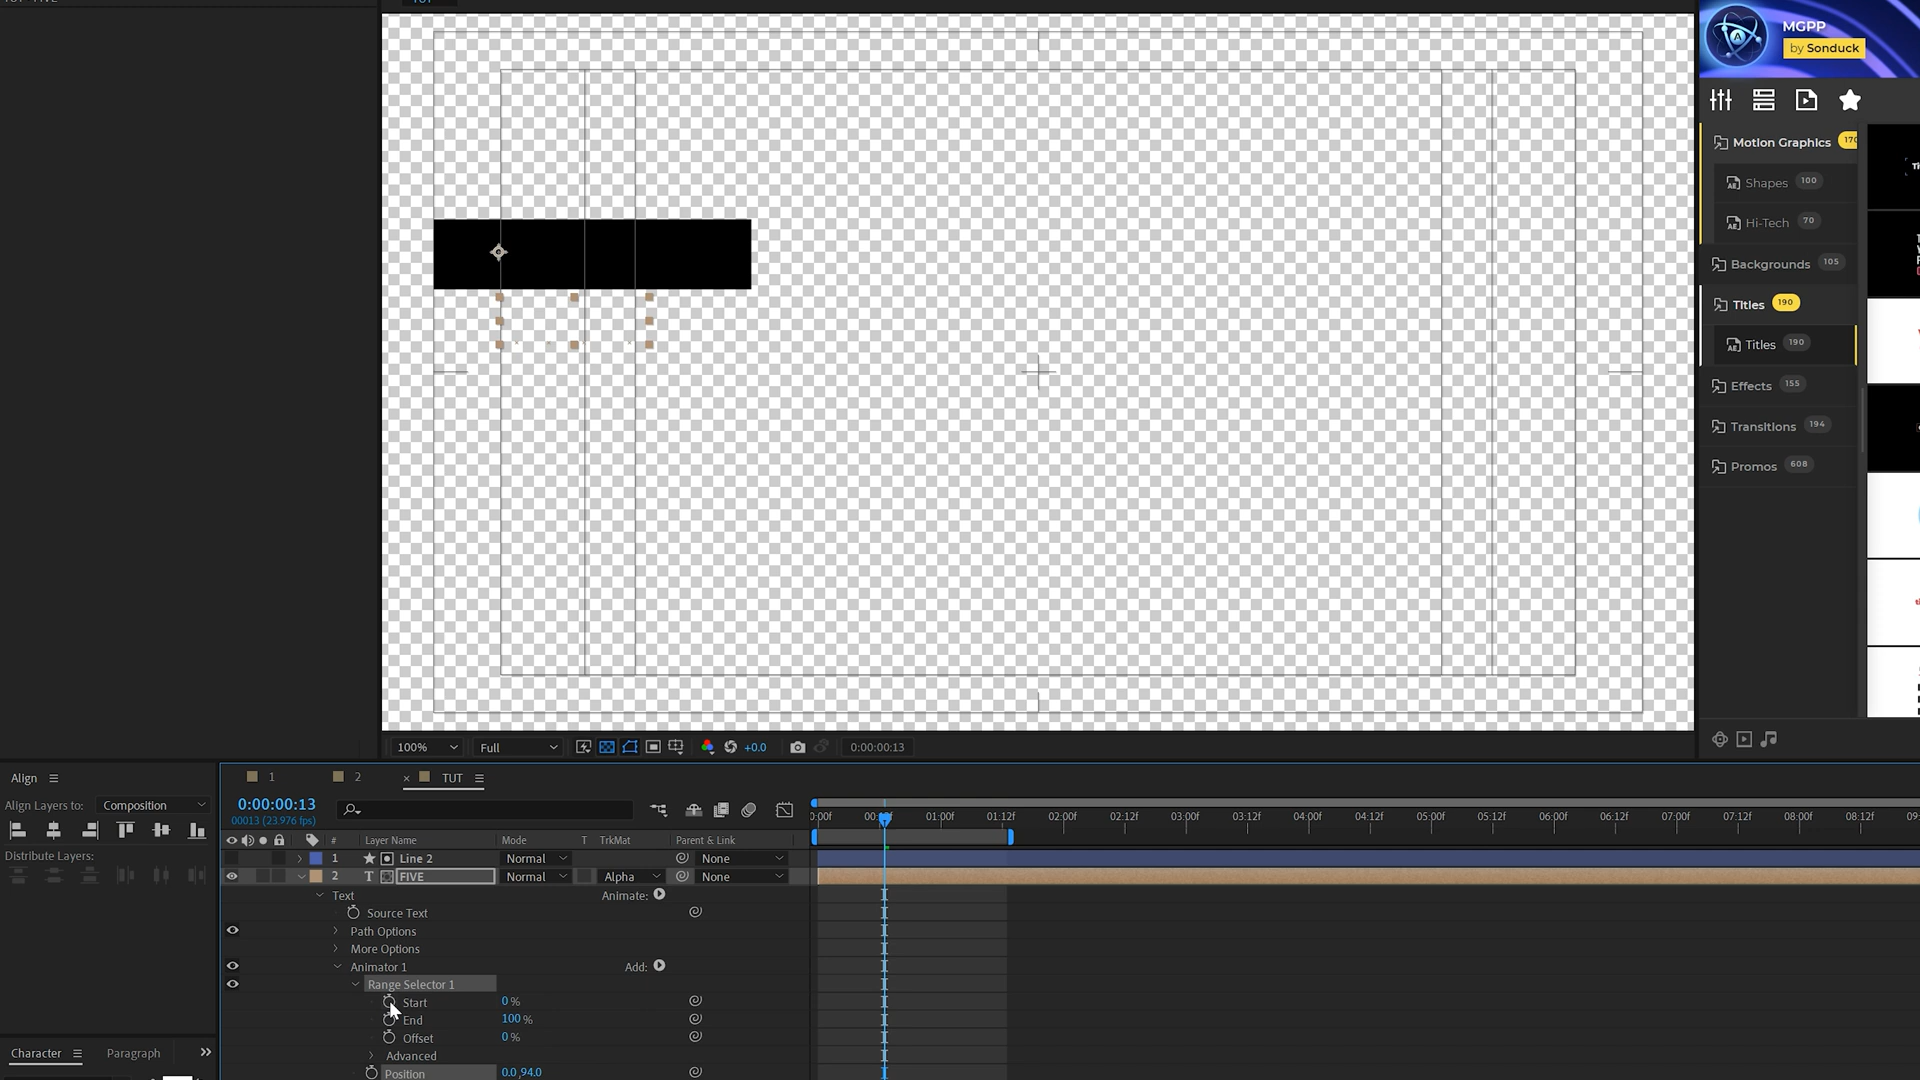 MGPP
by Sonduck
Motion Graphics
Shapes 100
Hi-Tech 70
Backgrounds 105
Titles 190
Titles 190
Effects 155
Transitions 194
Promos 608
100% Full +0.0 0:00:00:13
Align
Align Layers to: Composition
Distribute Layers:
Character Paragraph
1 2 × TUT
0:00:00:13
00013 (23.976 fps)
01:00f 01:12f 02:00f 02:12f 03:00f 03:12f 04:00f 04:12f 05:00f 05:12f 06:00f 06:12f 07:00f 07:12f 08:00f 08:12f
# Layer Name Mode T TrkMat Parent & Link
1 Line 2 Normal None
2 T FIVE Normal Alpha None
Text Animate:
Source Text
Path Options
More Options
Animator 1 Add:
Range Selector 1
Start 0 %
End 100 %
Offset 0 %
Advanced
Position 0.0,94.0